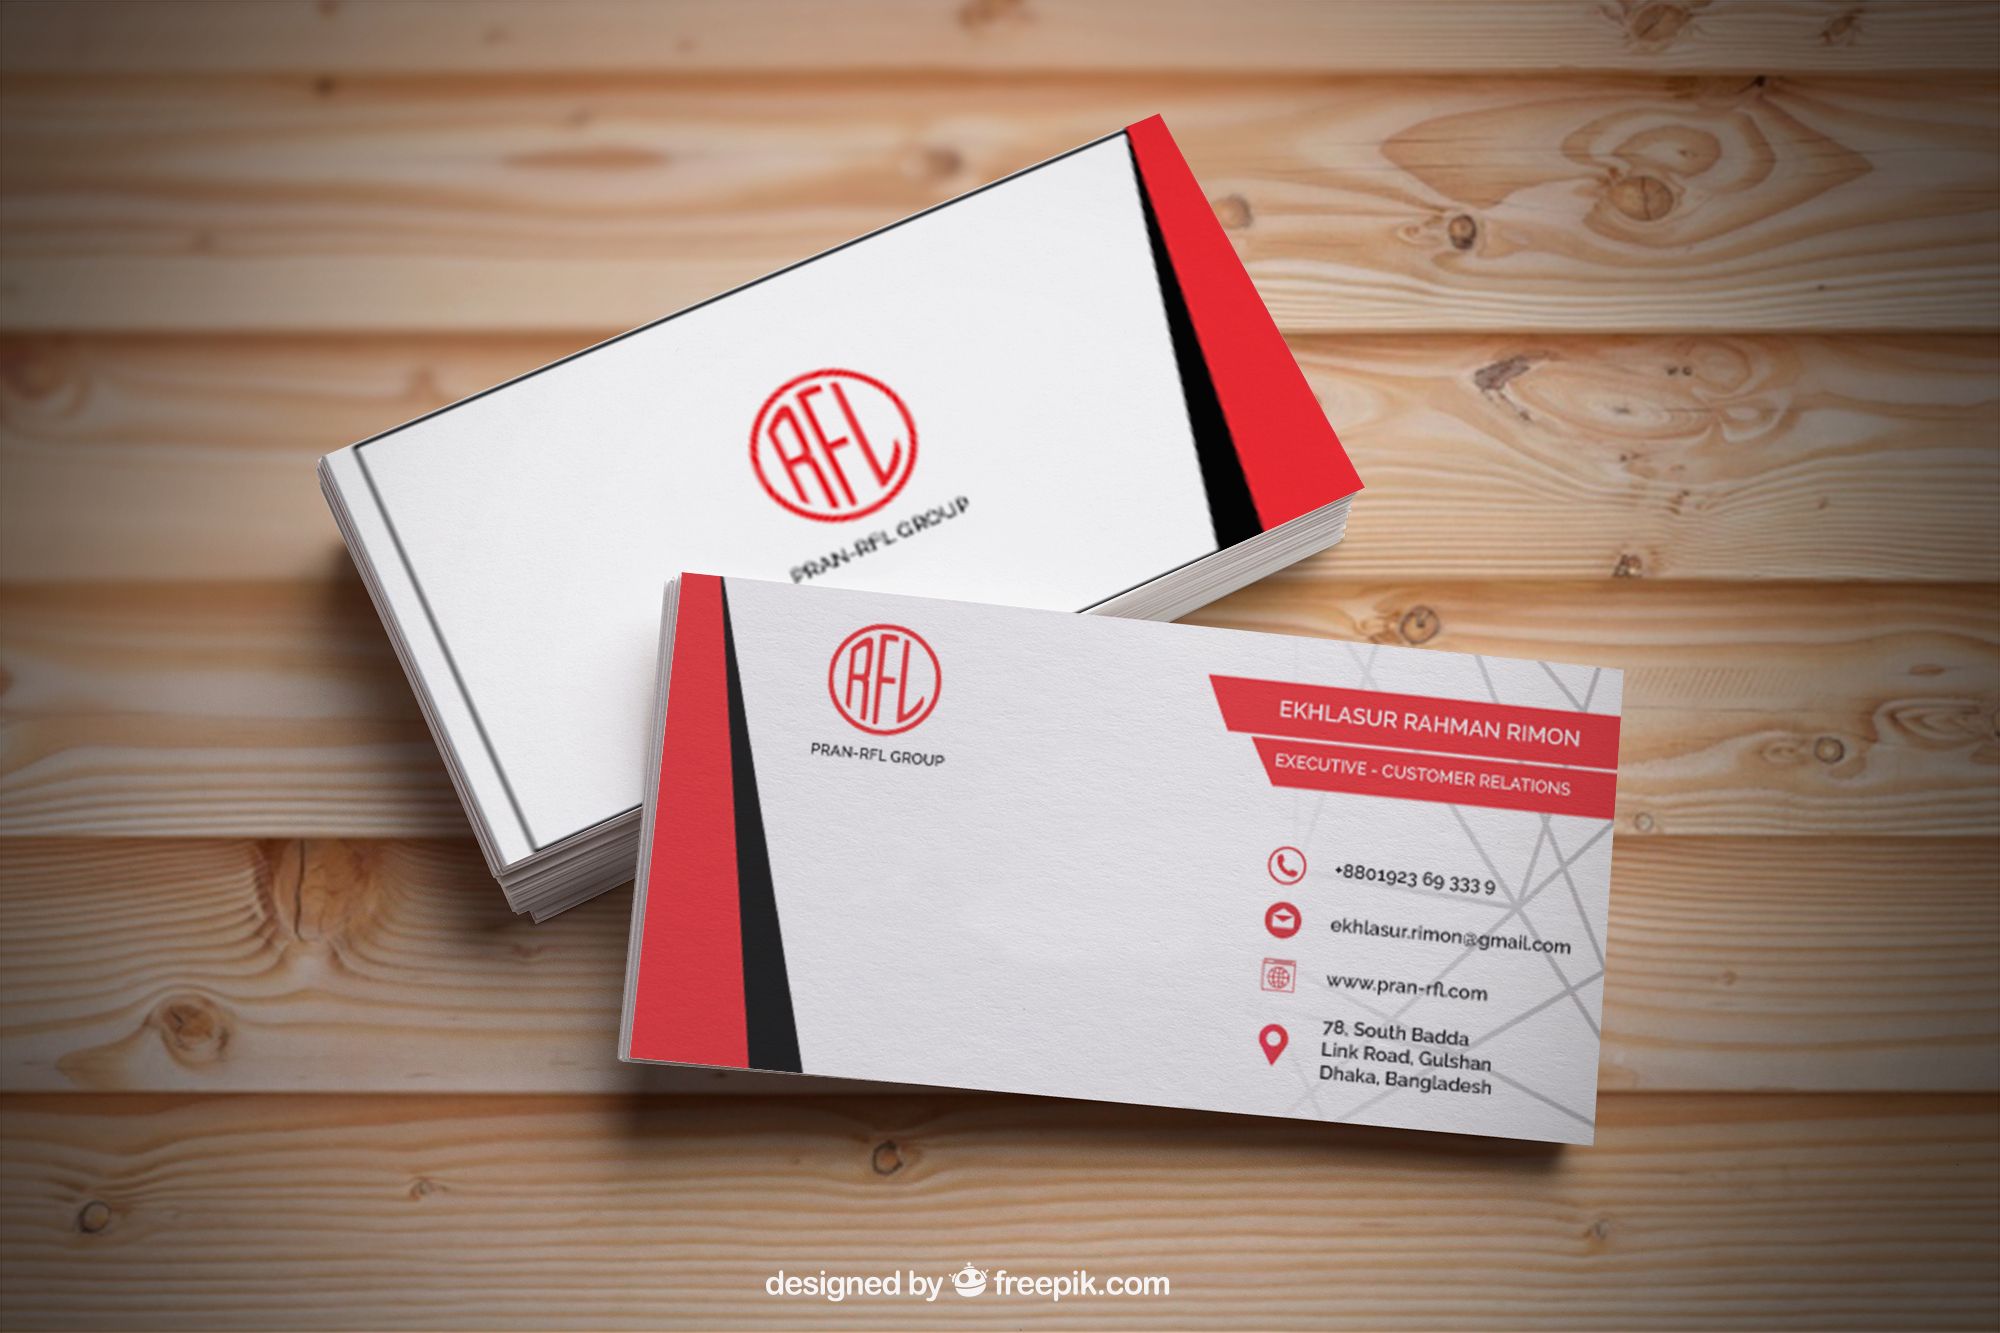 RFL
PRAN-RFL GROUP
RFL
PRAN-RFL GROUP
EKHLASUR RAHMAN RIMON
EXECUTIVE - CUSTOMER RELATIONS
+8801923 69 333 9
ekhlasur.rimon@gmail.com
www.pran-rfl.com
78, South Badda
Link Road, Gulshan
Dhaka, Bangladesh
designed by freepik.com